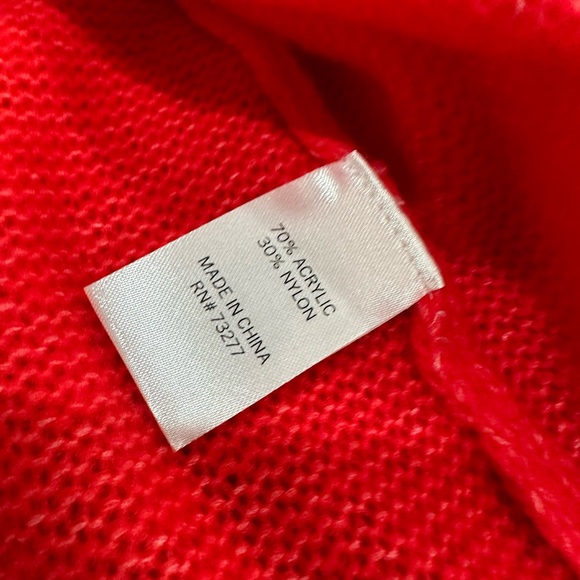 70% ACRYLIC
30% NYLON
MADE IN CHINA
RN# 73277